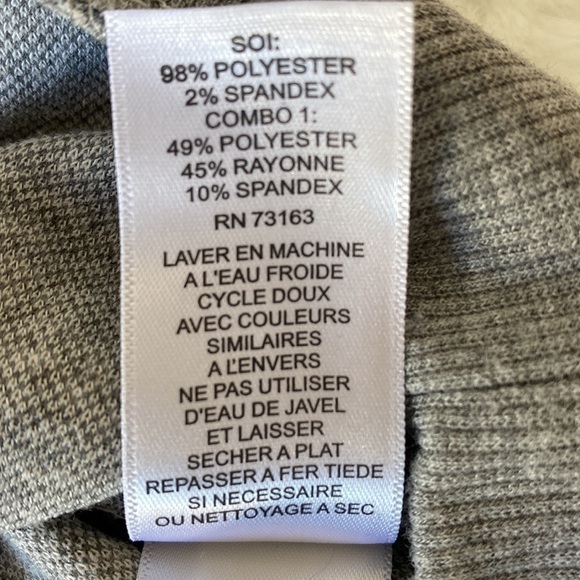 SOI:
98% POLYESTER
2% SPANDEX
COMBO 1:
49% POLYESTER
45% RAYONNE
10% SPANDEX
RN 73163
LAVER EN MACHINE
A L'EAU FROIDE
CYCLE DOUX
AVEC COULEURS
SIMILAIRES
A L'ENVERS
NE PAS UTILISER
D'EAU DE JAVEL
ET LAISSER
SECHER A PLAT
REPASSER A FER TIEDE
SI NECESSAIRE
OU NETTOYAGE A SEC